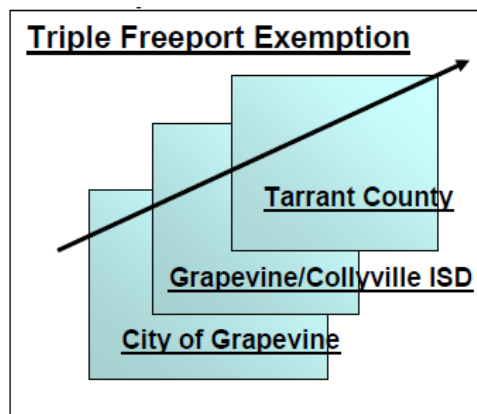 Triple Freeport Exemption
Tarrant County
Grapevine/Collyville ISD
City of Grapevine